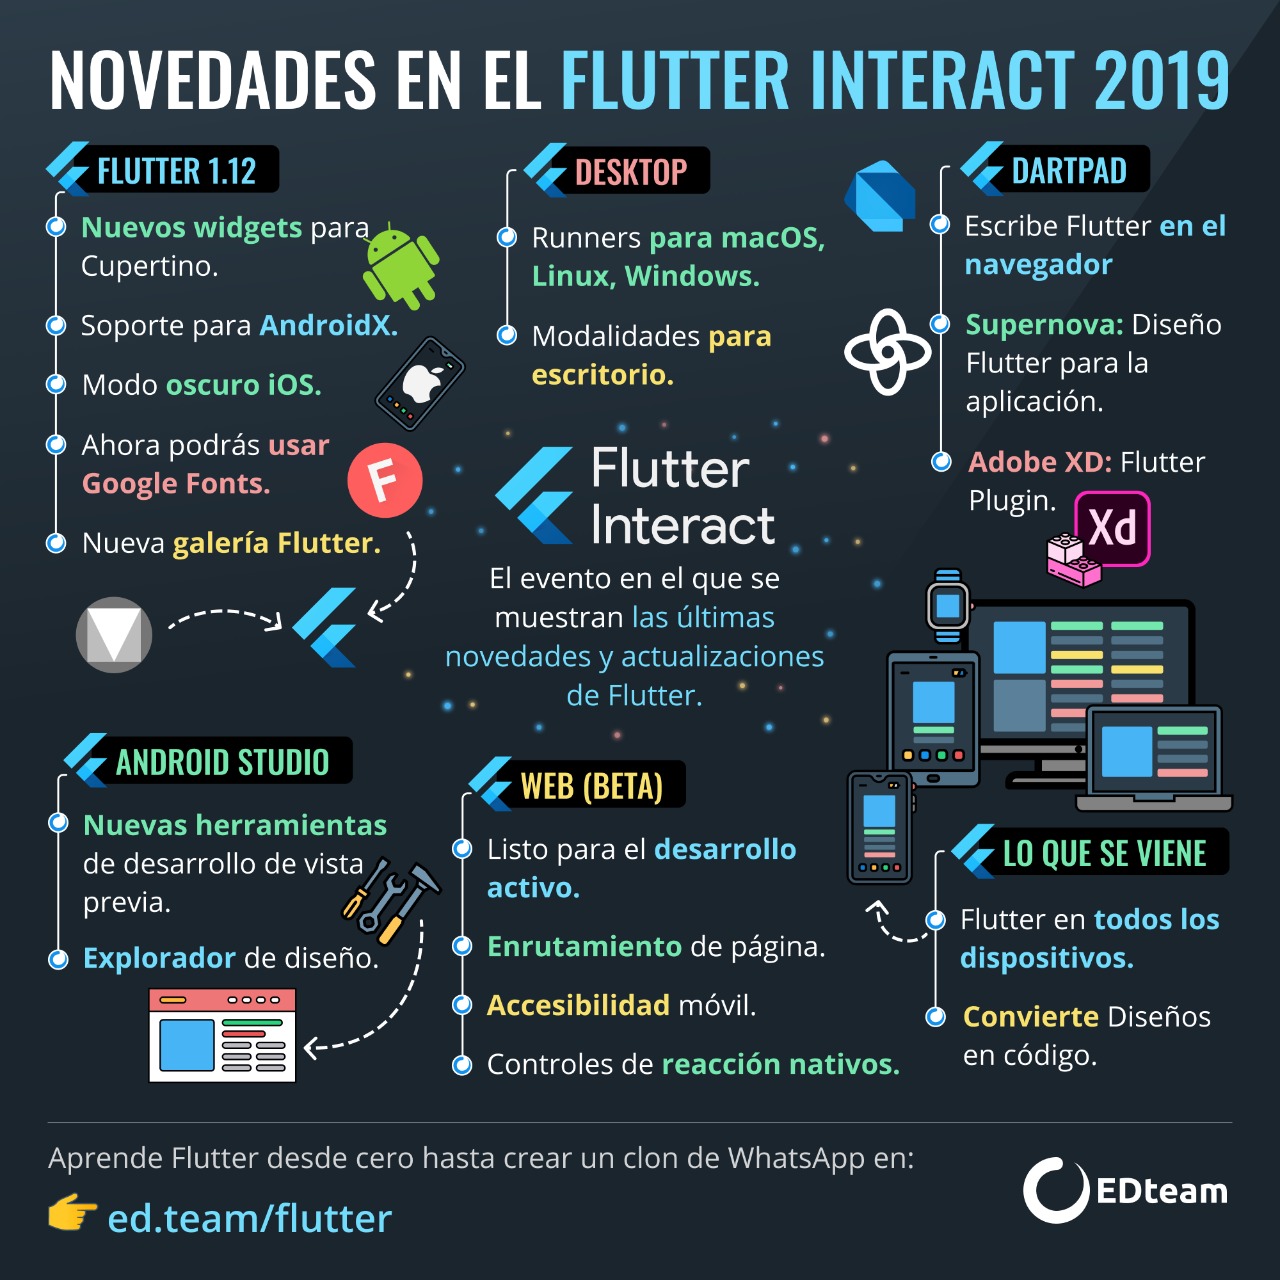 NOVEDADES EN EL FLUTTER INTERACT 2019
FLUTTER 1.12
Nuevos widgets para
Cupertino.
Soporte para AndroidX.
Modo oscuro iOS.
Ahora podrás usar
Google Fonts.
F
Nueva galería Flutter.
DESKTOP
Runners para macOS,
Linux, Windows.
Modalidades para
escritorio.
DARTPAD
Escribe Flutter en el
navegador
Supernova: Diseño
Flutter para la
aplicación.
Adobe XD: Flutter
Plugin.
Xd
Flutter
Interact
El evento en el que se
muestran las últimas
novedades y actualizaciones
de Flutter.
ANDROID STUDIO
Nuevas herramientas
de desarrollo de vista
previa.
Explorador de diseño.
WEB (BETA)
Listo para el desarrollo
activo.
Enrutamiento de página.
Accesibilidad móvil.
Controles de reacción nativos.
LO QUE SE VIENE
Flutter en todos los
dispositivos.
Convierte Diseños
en código.
Aprende Flutter desde cero hasta crear un clon de WhatsApp en:
ed.team/flutter
EDteam